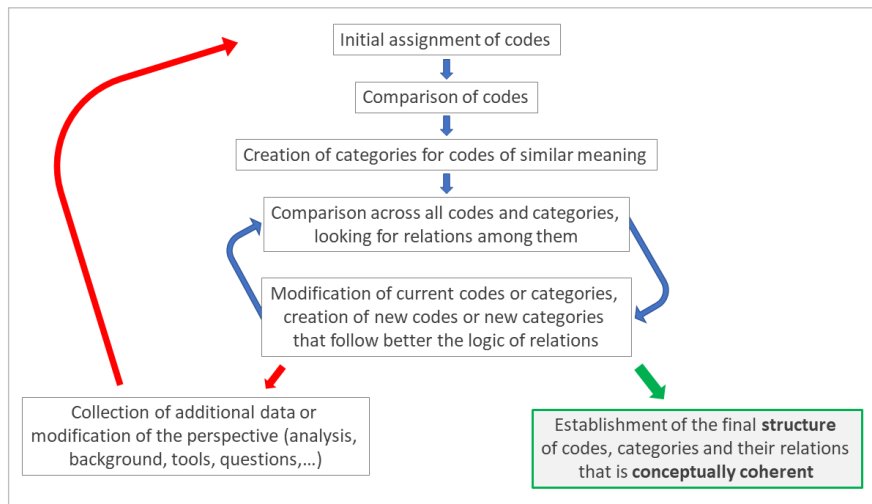 Initial assignment of codes
Comparison of codes
Creation of categories for codes of similar meaning
Comparison across all codes and categories,
looking for relations among them
Modification of current codes or categories,
creation of new codes or new categories
that follow better the logic of relations
Collection of additional data or
modification of the perspective (analysis,
background, tools, questions,...)
Establishment of the final structure
of codes, categories and their relations
that is conceptually coherent